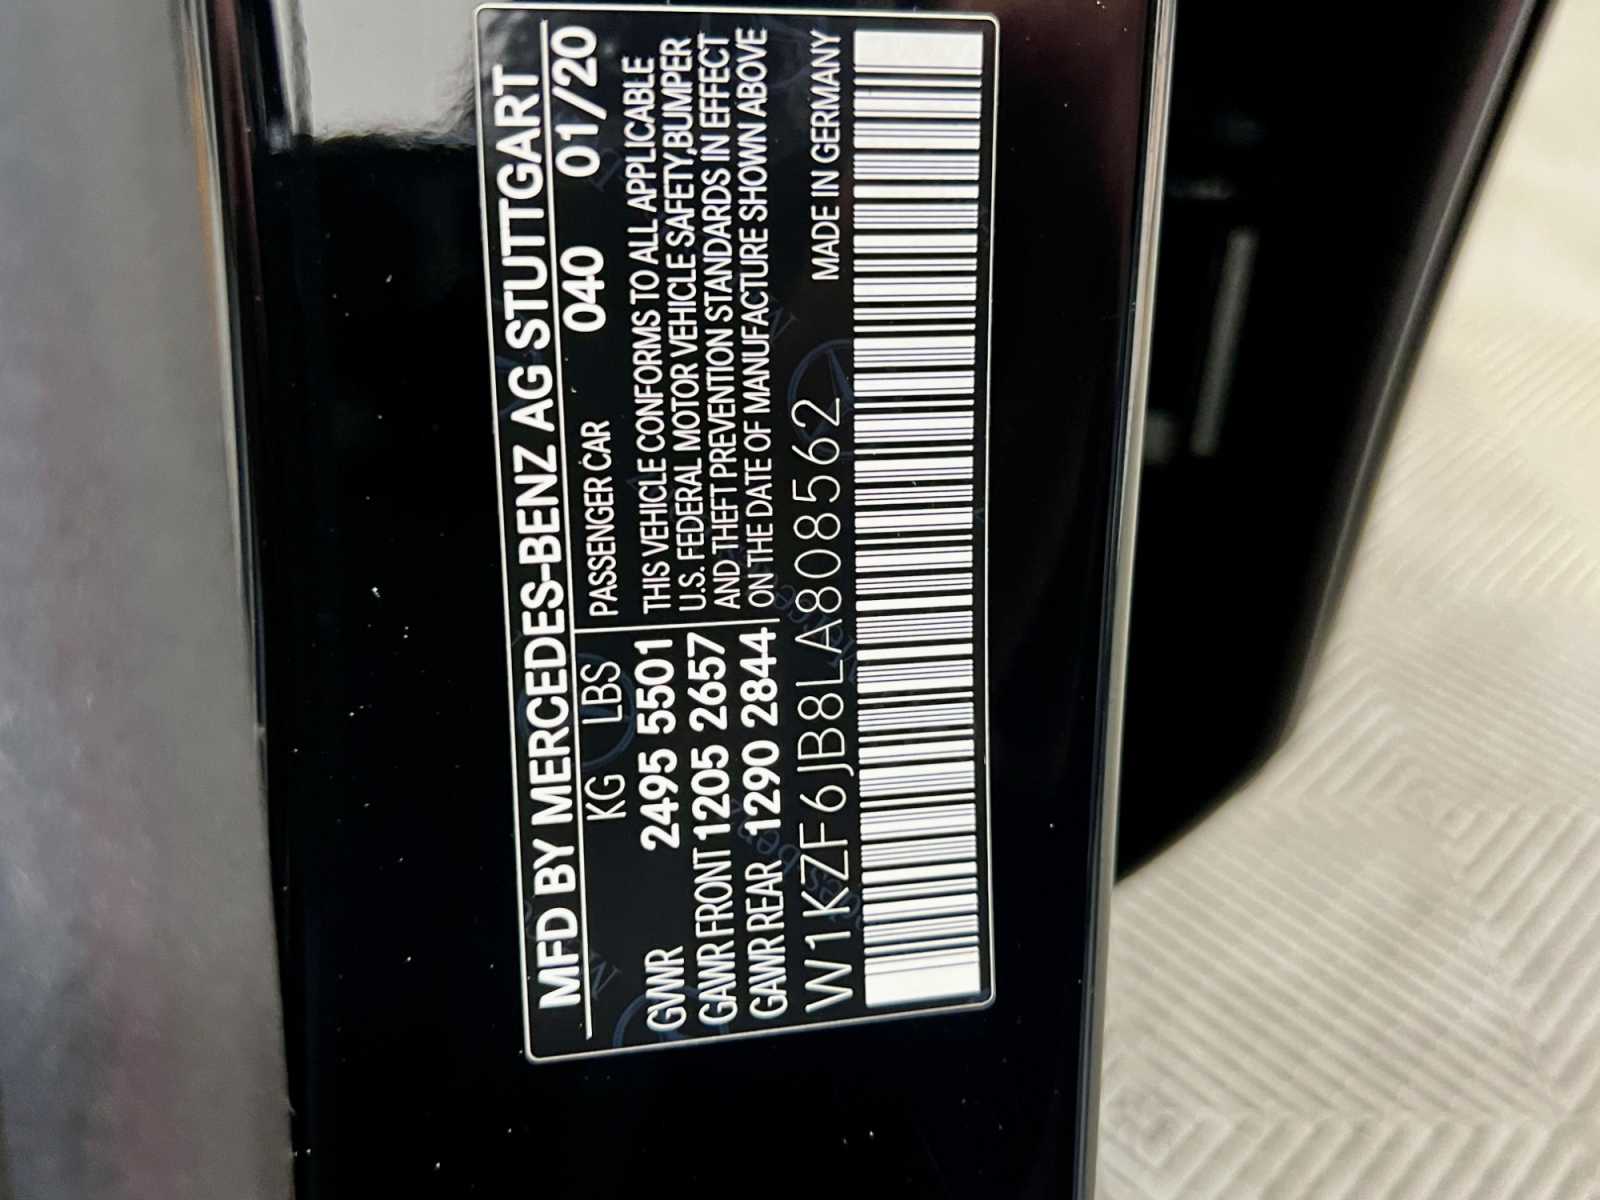 MFD BY MERCEDES-BENZ AG STUTTGART
KG LBS
PASSENGER CAR 040 01/20
GVWR 2495 5501
GAWR FRONT 1205 2657
GAWR REAR 1290 2844
THIS VEHICLE CONFORMS TO ALL APPLICABLE
U.S. FEDERAL MOTOR VEHICLE SAFETY,BUMPER
AND THEFT PREVENTION STANDARDS IN EFFECT
ON THE DATE OF MANUFACTURE SHOWN ABOVE
W1KZF6JB8LA808562 MADE IN GERMANY